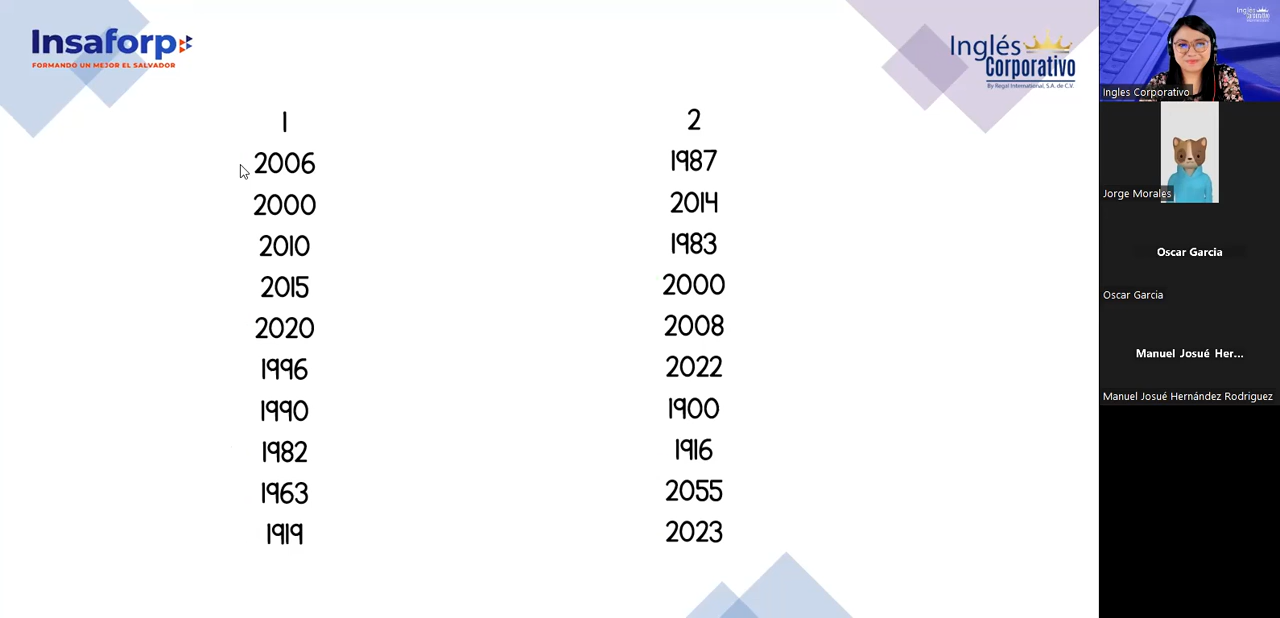 Insaforp
FORMANDO UN MEJOR EL SALVADOR
Inglés
Corporativo
By Regal International, S.A. de C.V.
1
2006
2000
2010
2015
2020
1996
1990
1982
1963
1919
2
1987
2014
1983
2000
2008
2022
1900
1916
2055
2023
Ingles Corporativo
Jorge Morales
Oscar Garcia
Oscar Garcia
Manuel Josué Her...
Manuel Josué Hernández Rodriguez